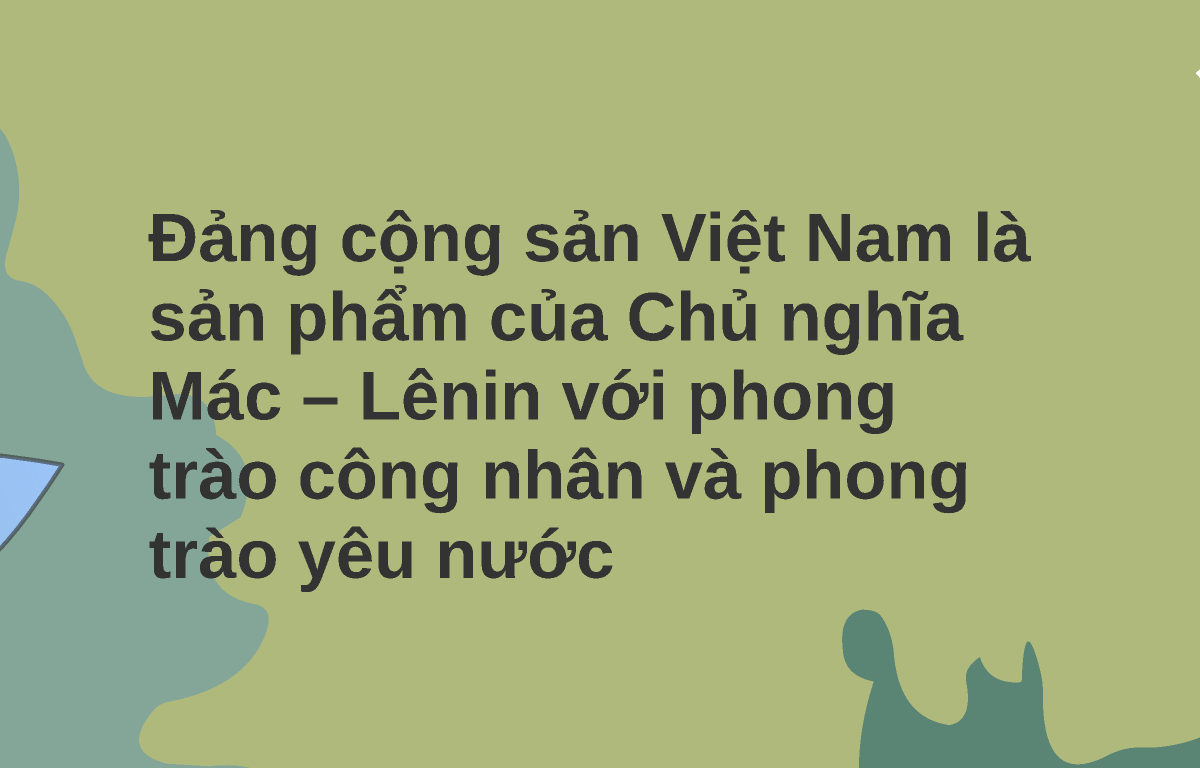 Đảng cộng sản Việt Nam là
sản phẩm của Chủ nghĩa
Mác – Lênin với phong
trào công nhân và phong
trào yêu nước